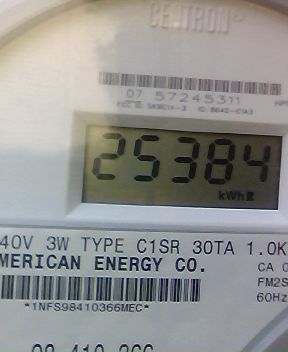 CENTRON®
07 57245311
25384
kWh
40V 3W TYPE C1SR 30TA 1.0K
MERICAN ENERGY CO.
CA 0
FM2S
60Hz
*1NFS98410366MEC*